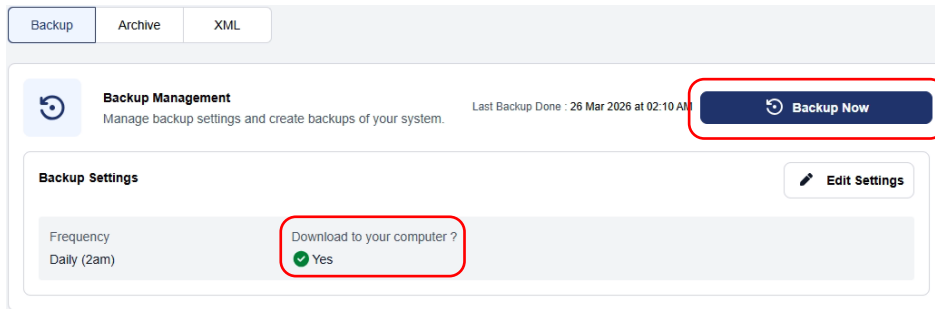 Backup Archive XML
Backup Management
Manage backup settings and create backups of your system.
Last Backup Done : 26 Mar 2026 at 02:10 AM
Backup Now
Backup Settings
Edit Settings
Frequency
Daily (2am)
Download to your computer ?
Yes